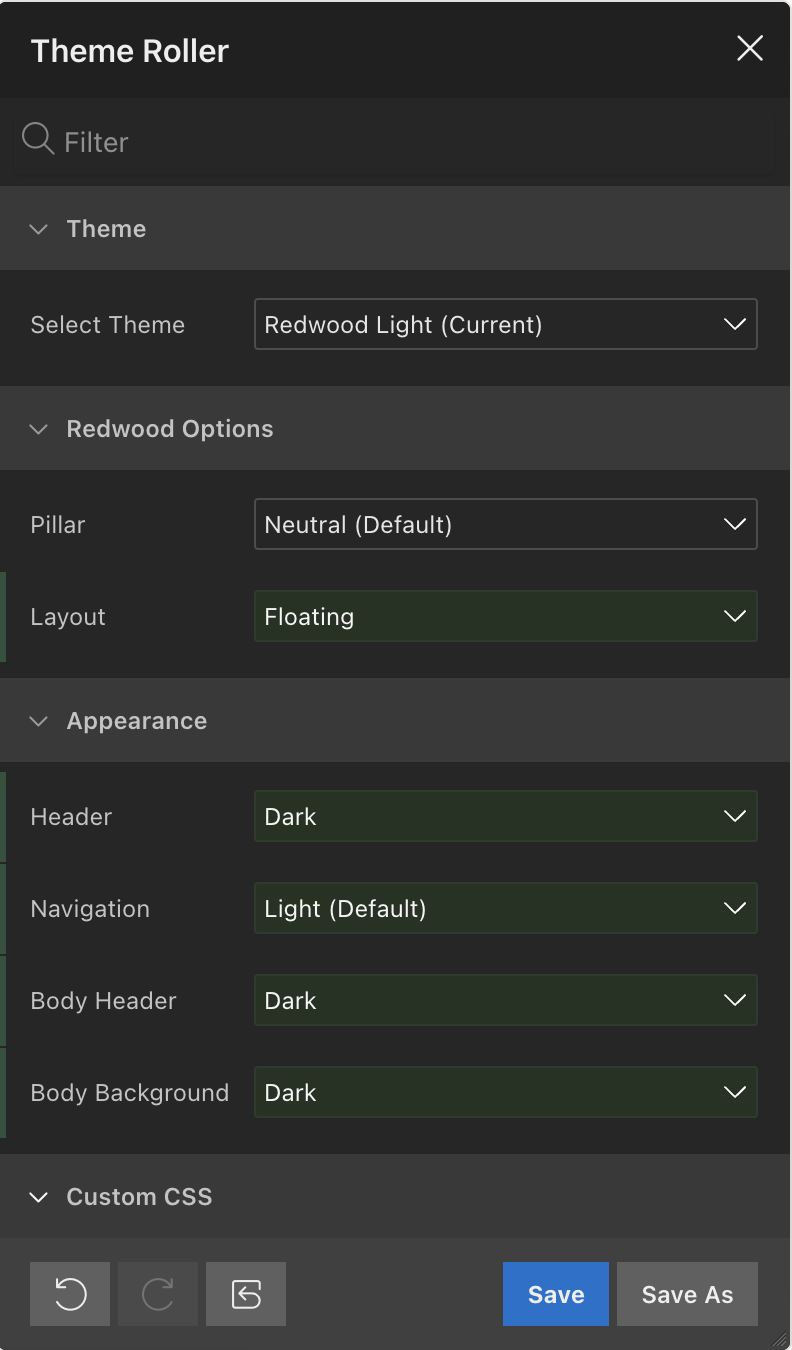 Theme Roller
Filter
Theme
Select Theme Redwood Light (Current)
Redwood Options
Pillar Neutral (Default)
Layout Floating
Appearance
Header Dark
Navigation Light (Default)
Body Header Dark
Body Background Dark
Custom CSS
Save Save As